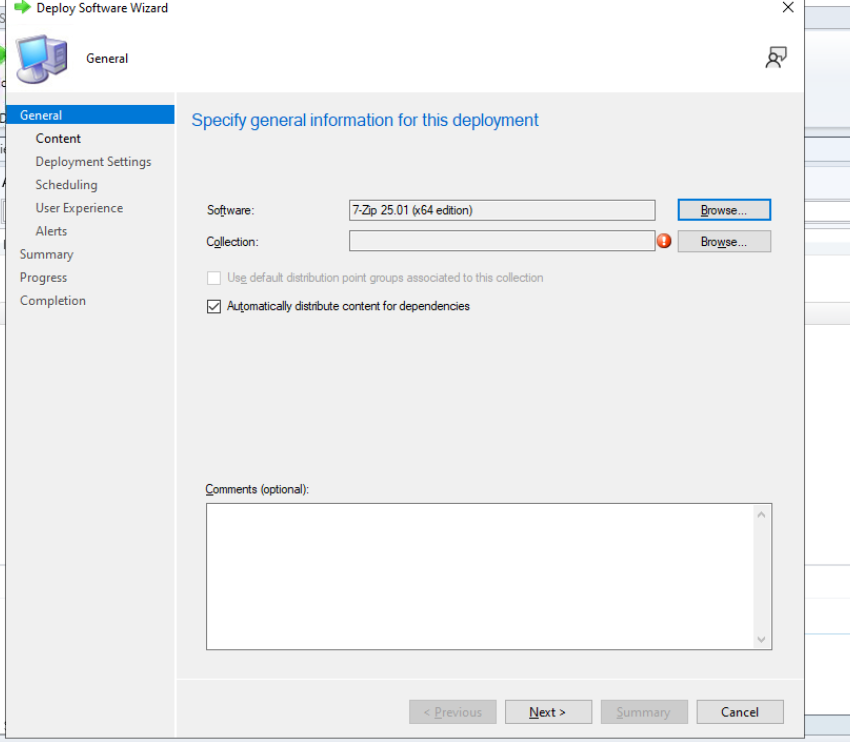 Deploy Software Wizard
General
General
Content
Deployment Settings
Scheduling
User Experience
Alerts
Summary
Progress
Completion
Specify general information for this deployment
Software: 7-Zip 25.01 (x64 edition) Browse...
Collection: Browse...
Use default distribution point groups associated to this collection
Automatically distribute content for dependencies
Comments (optional):
< Previous Next > Summary Cancel